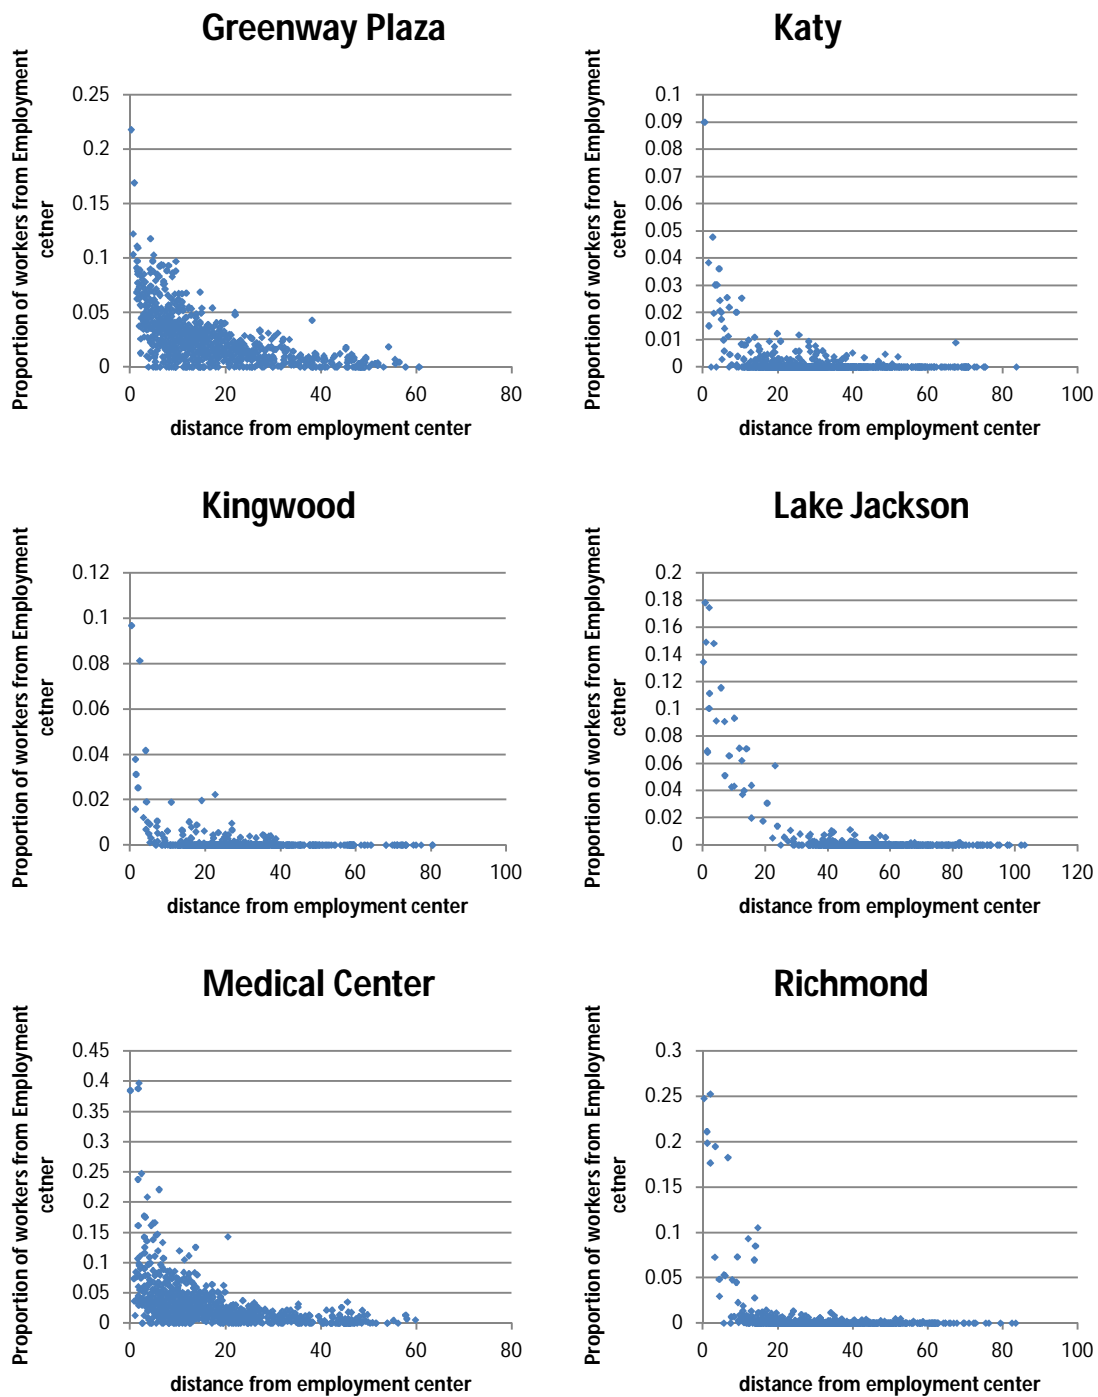 Greenway Plaza
Proportion of workers from Employment
cetner
0.25
0.2
0.15
0.1
0.05
0
0 20 40 60 80
distance from employment center
Katy
Proportion of workers from Employment
cetner
0.1
0.09
0.08
0.07
0.06
0.05
0.04
0.03
0.02
0.01
0
0 20 40 60 80 100
distance from employment center
Kingwood
Proportion of workers from Employment
cetner
0.12
0.1
0.08
0.06
0.04
0.02
0
0 20 40 60 80 100
distance from employment center
Lake Jackson
Proportion of workers from Employment
cetner
0.2
0.18
0.16
0.14
0.12
0.1
0.08
0.06
0.04
0.02
0
0 20 40 60 80 100 120
distance from employment center
Medical Center
Proportion of workers from Employment
cetner
0.45
0.4
0.35
0.3
0.25
0.2
0.15
0.1
0.05
0
0 20 40 60 80
distance from employment center
Richmond
Proportion of workers from Employment
cetner
0.3
0.25
0.2
0.15
0.1
0.05
0
0 20 40 60 80 100
distance from employment center